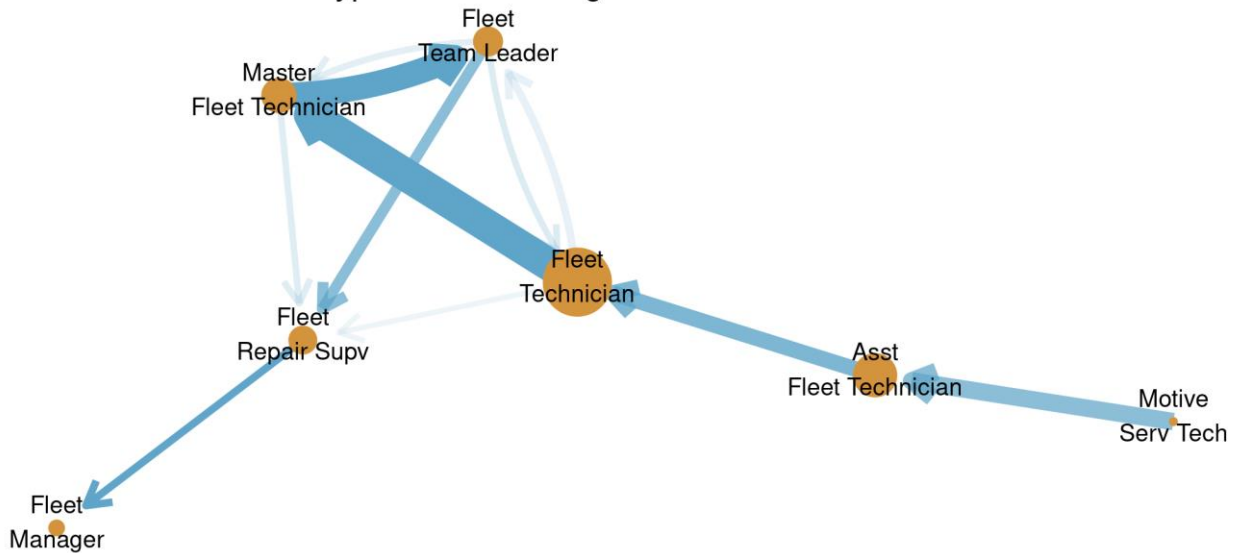 Fleet
Team Leader
Master
Fleet Technician
Fleet
Technician
Fleet
Repair Supv
Asst
Fleet Technician
Motive
Serv Tech
Fleet
Manager